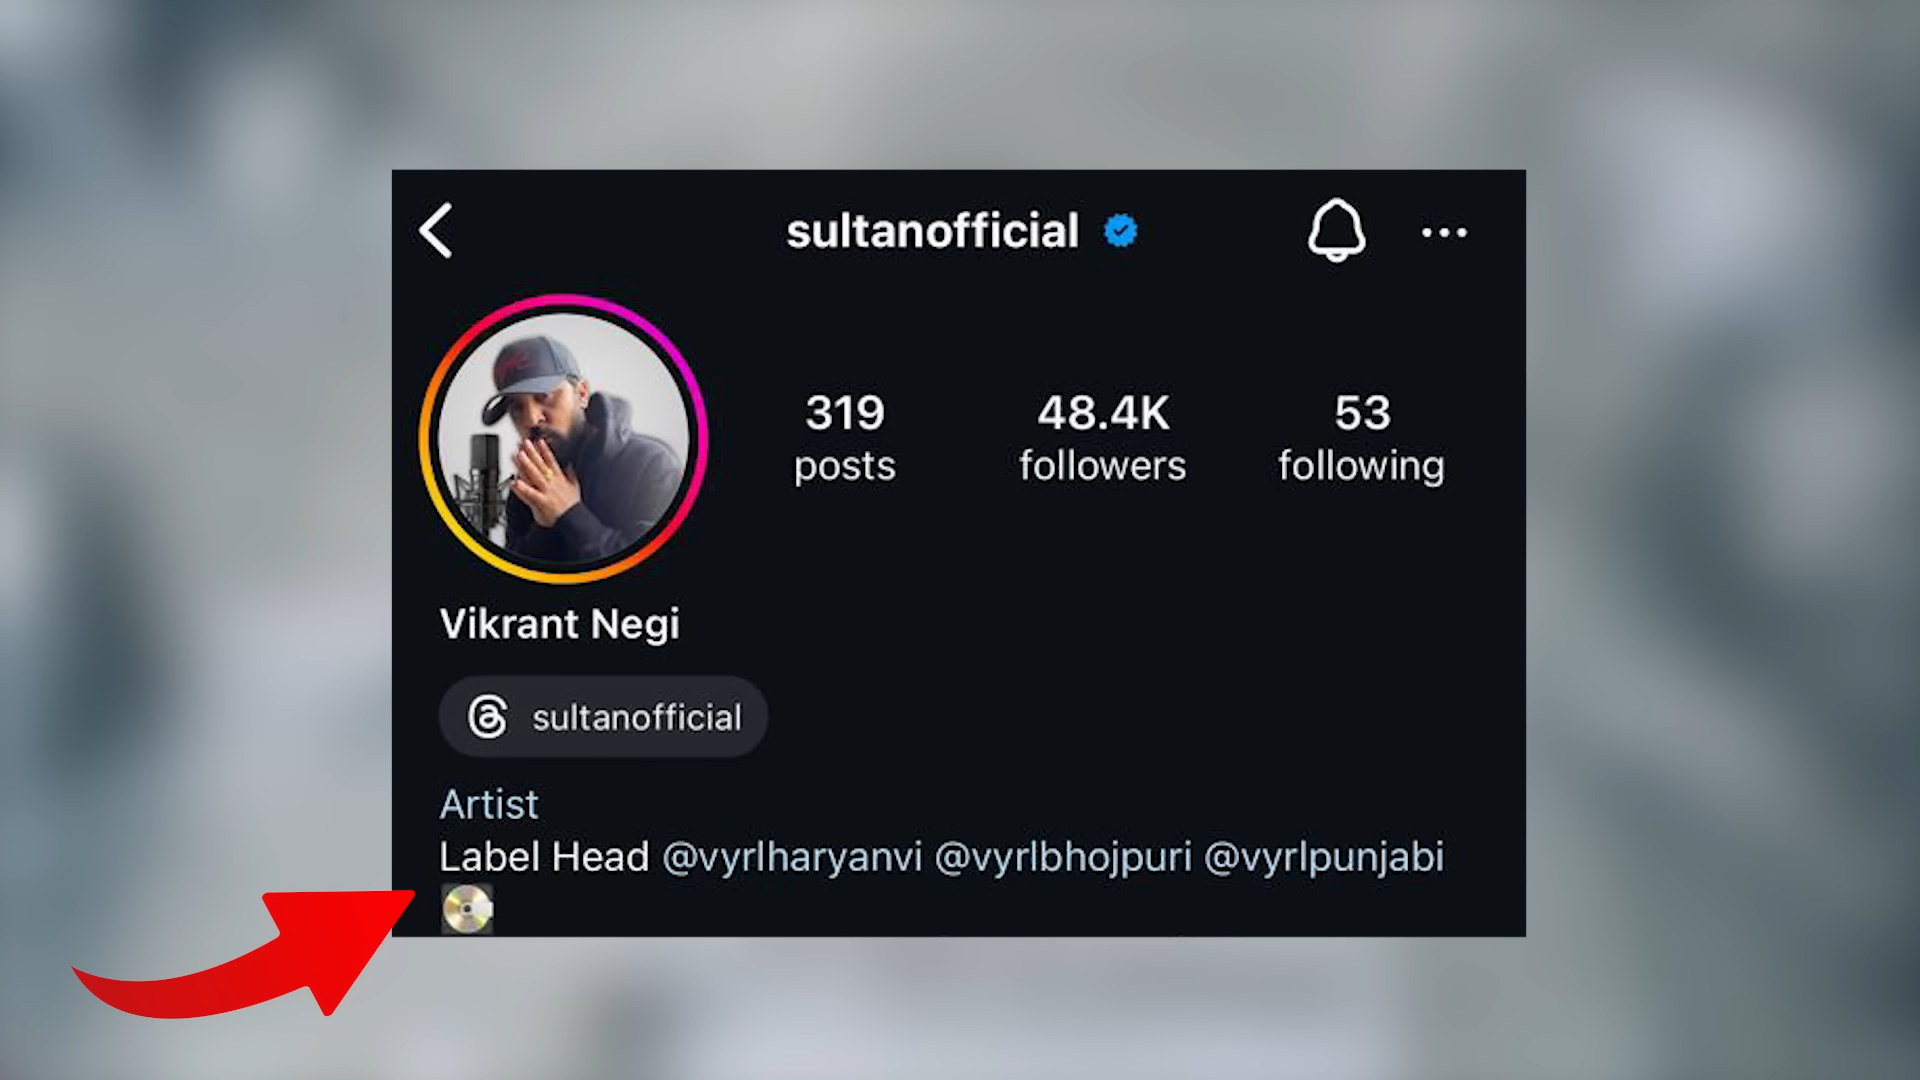 sultanofficial
319 48.4K 53
posts followers following
Vikrant Negi
sultanofficial
Artist
Label Head @vyrlharyanvi @vyrlbhojpuri @vyrlpunjabi